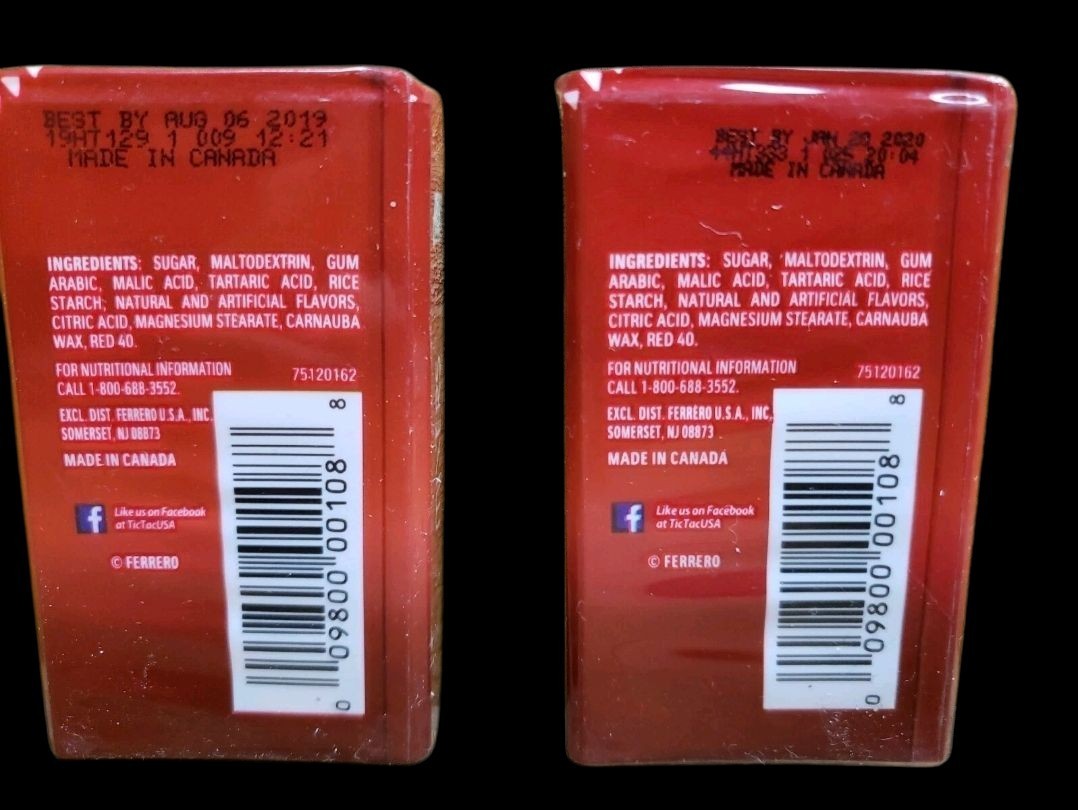 BEST BY AUG 06 2019
19HT129 1 009 12:21
MADE IN CANADA
INGREDIENTS: SUGAR, MALTODEXTRIN, GUM
ARABIC, MALIC ACID, TARTARIC ACID, RICE
STARCH, NATURAL AND ARTIFICIAL FLAVORS,
CITRIC ACID, MAGNESIUM STEARATE, CARNAUBA
WAX, RED 40.
FOR NUTRITIONAL INFORMATION
CALL 1-800-688-3552.
75120162
EXCL. DIST. FERRERO U.S.A., INC.
SOMERSET, NJ 08873
MADE IN CANADA
f
Like us on Facebook
at TicTacUSA
© FERRERO
0 09800 00108 8
BEST BY JAN 20 2020
1 20:04
MADE IN CANADA
INGREDIENTS: SUGAR, MALTODEXTRIN, GUM
ARABIC, MALIC ACID, TARTARIC ACID, RICE
STARCH, NATURAL AND ARTIFICIAL FLAVORS,
CITRIC ACID, MAGNESIUM STEARATE, CARNAUBA
WAX, RED 40.
FOR NUTRITIONAL INFORMATION
CALL 1-800-688-3552.
75120162
EXCL. DIST. FERRERO U.S.A., INC.
SOMERSET, NJ 08873
MADE IN CANADA
f
Like us on Facebook
at TicTacUSA
© FERRERO
0 09800 00108 8